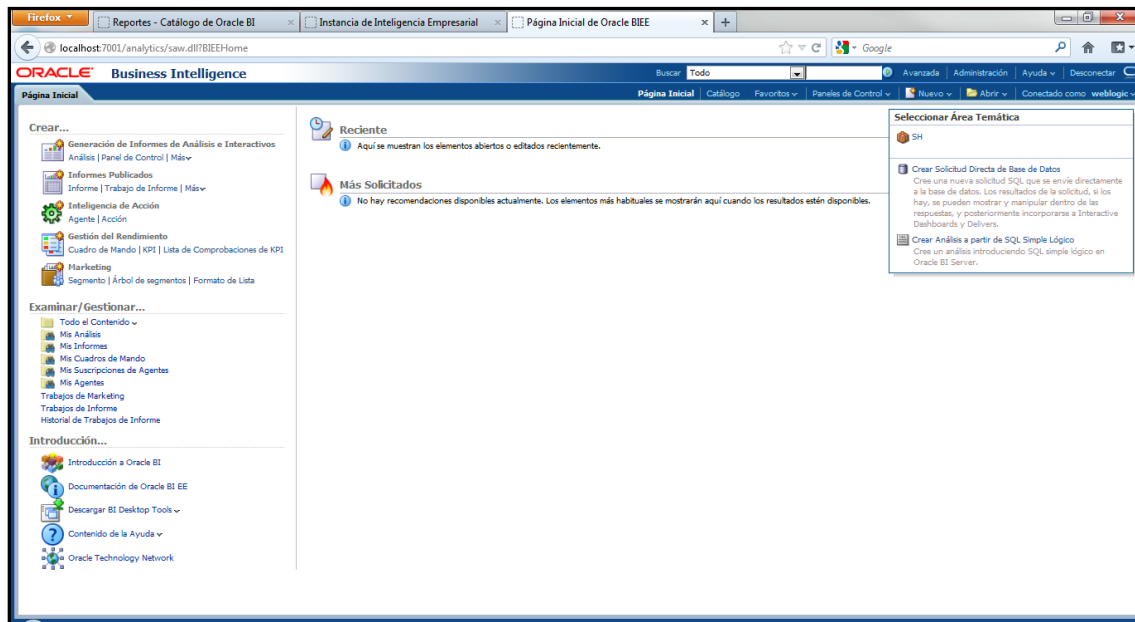 Firefox
Reportes - Catálogo de Oracle BI
Instancia de Inteligencia Empresarial
Página Inicial de Oracle BIEE
localhost:7001/analytics/saw.dll?BIEEHome
Google
ORACLE Business Intelligence
Buscar Todo Avanzada Administración Ayuda Desconectar
Página Inicial
Página Inicial Catálogo Favoritos Paneles de Control Nuevo Abrir Conectado como weblogic
Crear...
Generación de Informes de Análisis e Interactivos
Análisis | Panel de Control | Más
Informes Publicados
Informe | Trabajo de Informe | Más
Inteligencia de Acción
Agente | Acción
Gestión del Rendimiento
Cuadro de Mando | KPI | Lista de Comprobaciones de KPI
Marketing
Segmento | Árbol de segmentos | Formato de Lista
Examinar/Gestionar...
Todo el Contenido
Mis Análisis
Mis Informes
Mis Cuadros de Mando
Mis Suscripciones de Agentes
Mis Agentes
Trabajos de Marketing
Trabajos de Informe
Historial de Trabajos de Informe
Introducción...
Introducción a Oracle BI
Documentación de Oracle BI EE
Descargar BI Desktop Tools
Contenido de la Ayuda
Oracle Technology Network
Reciente
Aquí se muestran los elementos abiertos o editados recientemente.
Más Solicitados
No hay recomendaciones disponibles actualmente. Los elementos más habituales se mostrarán aquí cuando los resultados estén disponibles.
Seleccionar Área Temática
SH
Crear Solicitud Directa de Base de Datos
Cree una nueva solicitud SQL que se envíe directamente
a la base de datos. Los resultados de la solicitud, si los
hay, se pueden mostrar y manipular dentro de las
respuestas, y posteriormente incorporarse a Interactive
Dashboards y Delivers.
Crear Análisis a partir de SQL Simple Lógico
Cree un análisis introduciendo SQL simple lógico en
Oracle BI Server.